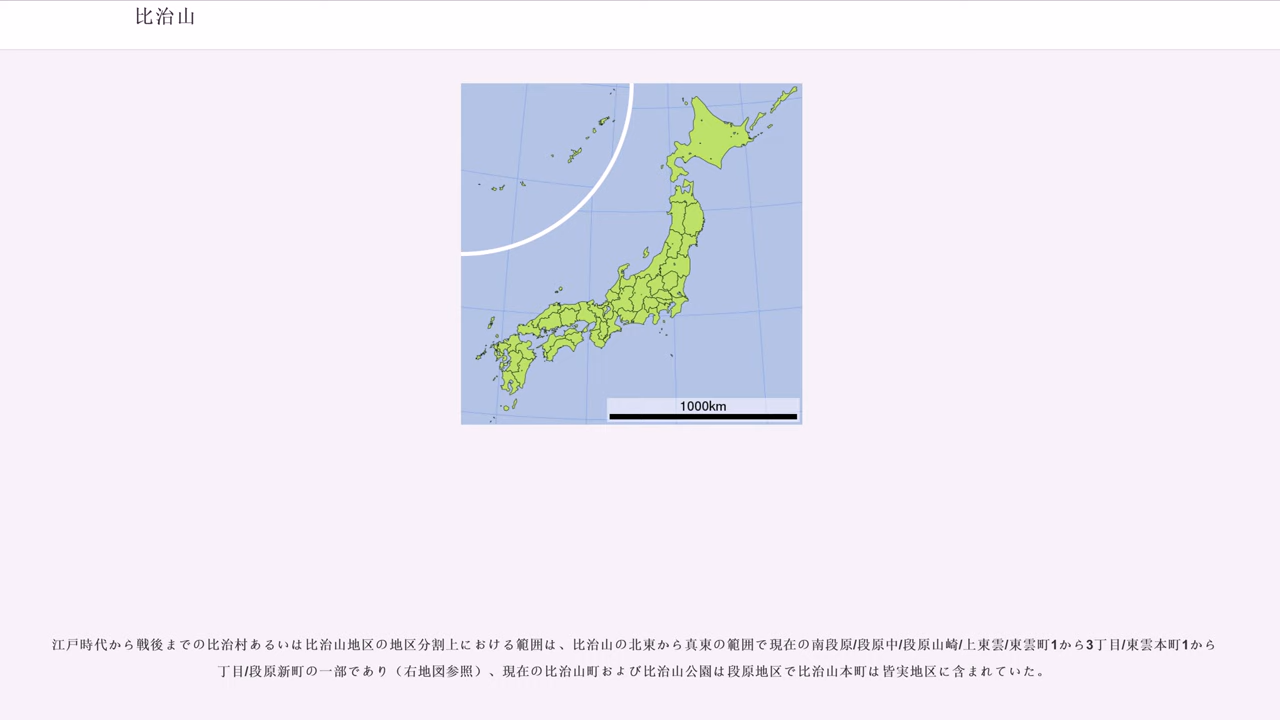 比治山
1000km
江戸時代から戦後までの比治村あるいは比治山地区の地区分割上における範囲は、比治山の北東から真東の範囲で現在の南段原/段原中/段原山崎/上東雲/東雲町1から3丁目/東雲本町1から
丁目/段原新町の一部であり（右地図参照）、現在の比治山町および比治山公園は段原地区で比治山本町は皆実地区に含まれていた。